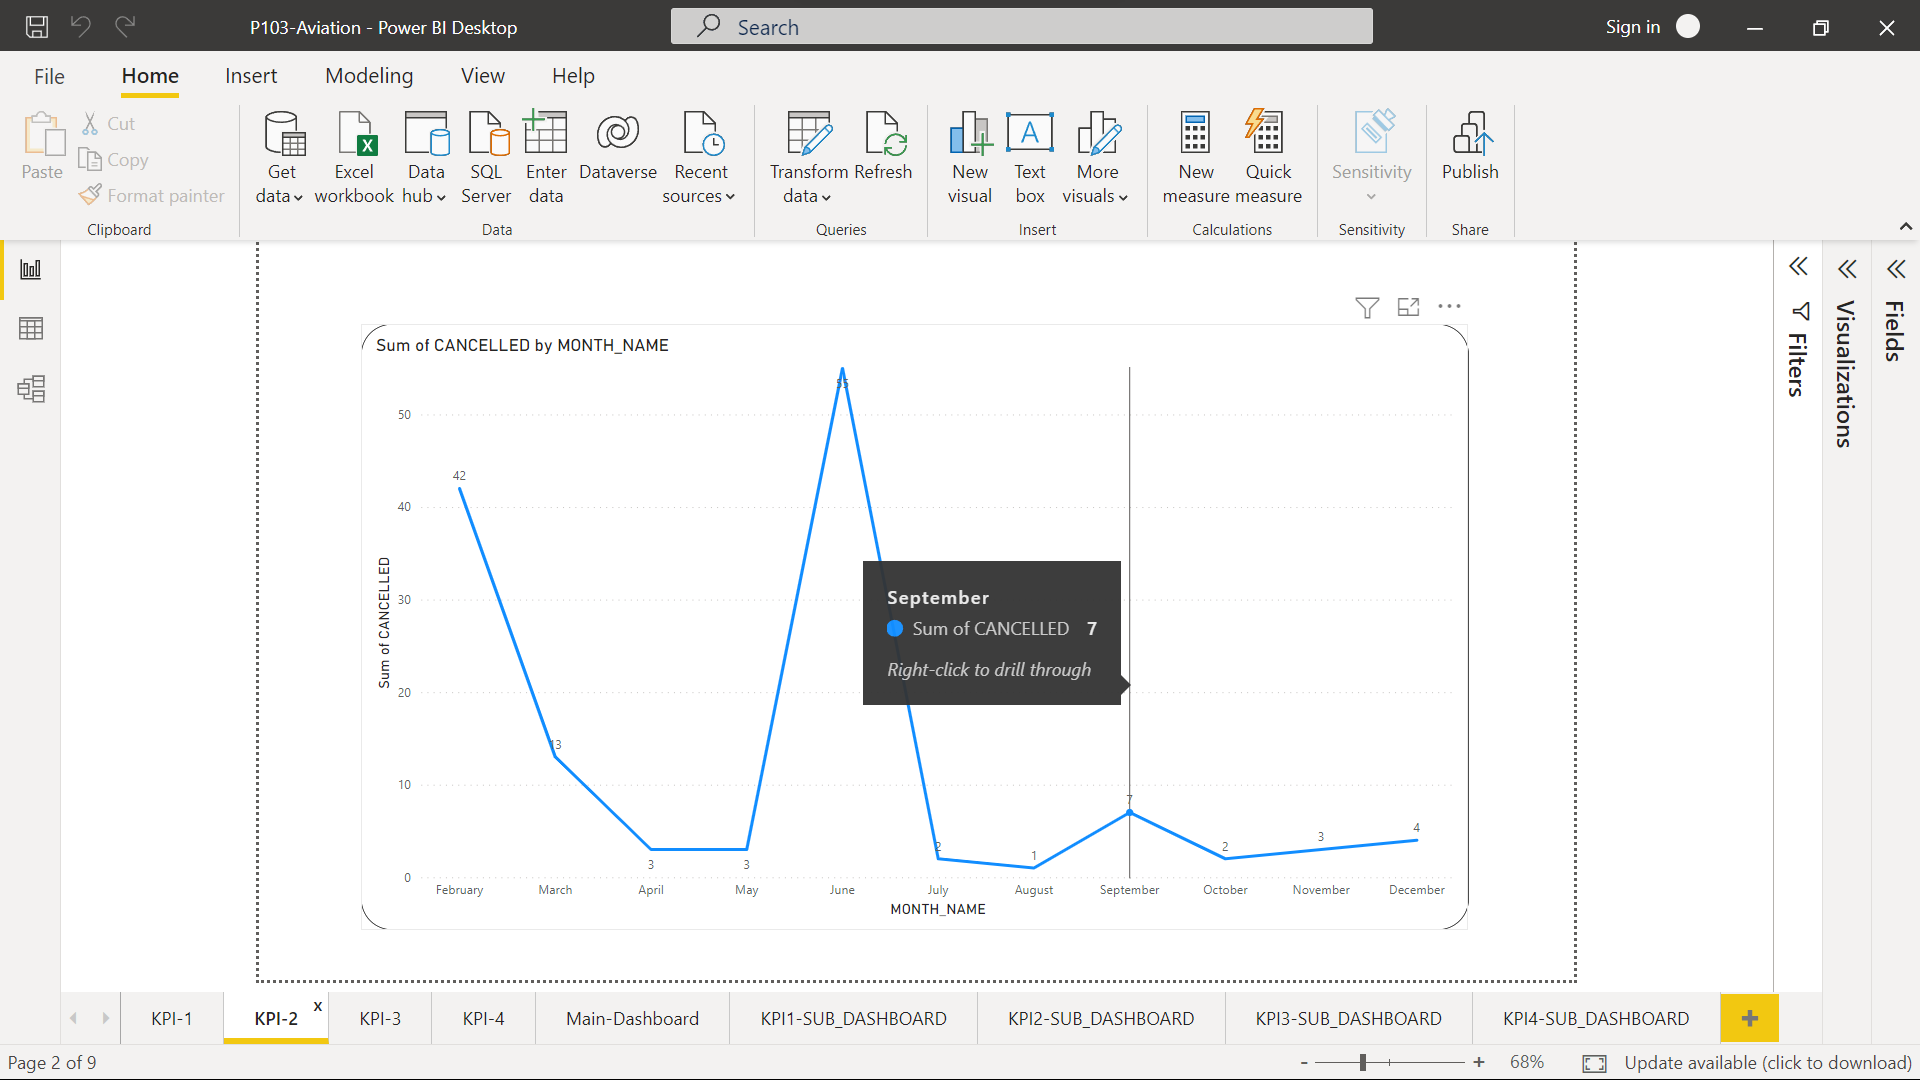 P103-Aviation - Power BI Desktop
Search
Sign in
File
Home
Insert
Modeling
View
Help
Paste
Cut
Copy
Format painter
Clipboard
Get
data
Excel
workbook
Data
hub
SQL
Server
Enter
data
Dataverse
Recent
sources
Data
Transform
data
Refresh
Queries
New
visual
Text
box
More
visuals
Insert
New
measure
Quick
measure
Calculations
Sensitivity
Sensitivity
Publish
Share
Filters
Visualizations
Fields
Sum of CANCELLED by MONTH_NAME
Sum of CANCELLED
50
40
30
20
10
0
42
13
3
3
55
2
1
7
2
3
4
September
Sum of CANCELLED 7
Right-click to drill through
February
March
April
May
June
July
August
September
October
November
December
MONTH_NAME
KPI-1
KPI-2
x
KPI-3
KPI-4
Main-Dashboard
KPI1-SUB_DASHBOARD
KPI2-SUB_DASHBOARD
KPI3-SUB_DASHBOARD
KPI4-SUB_DASHBOARD
+
Page 2 of 9
- + 68%
Update available (click to download)